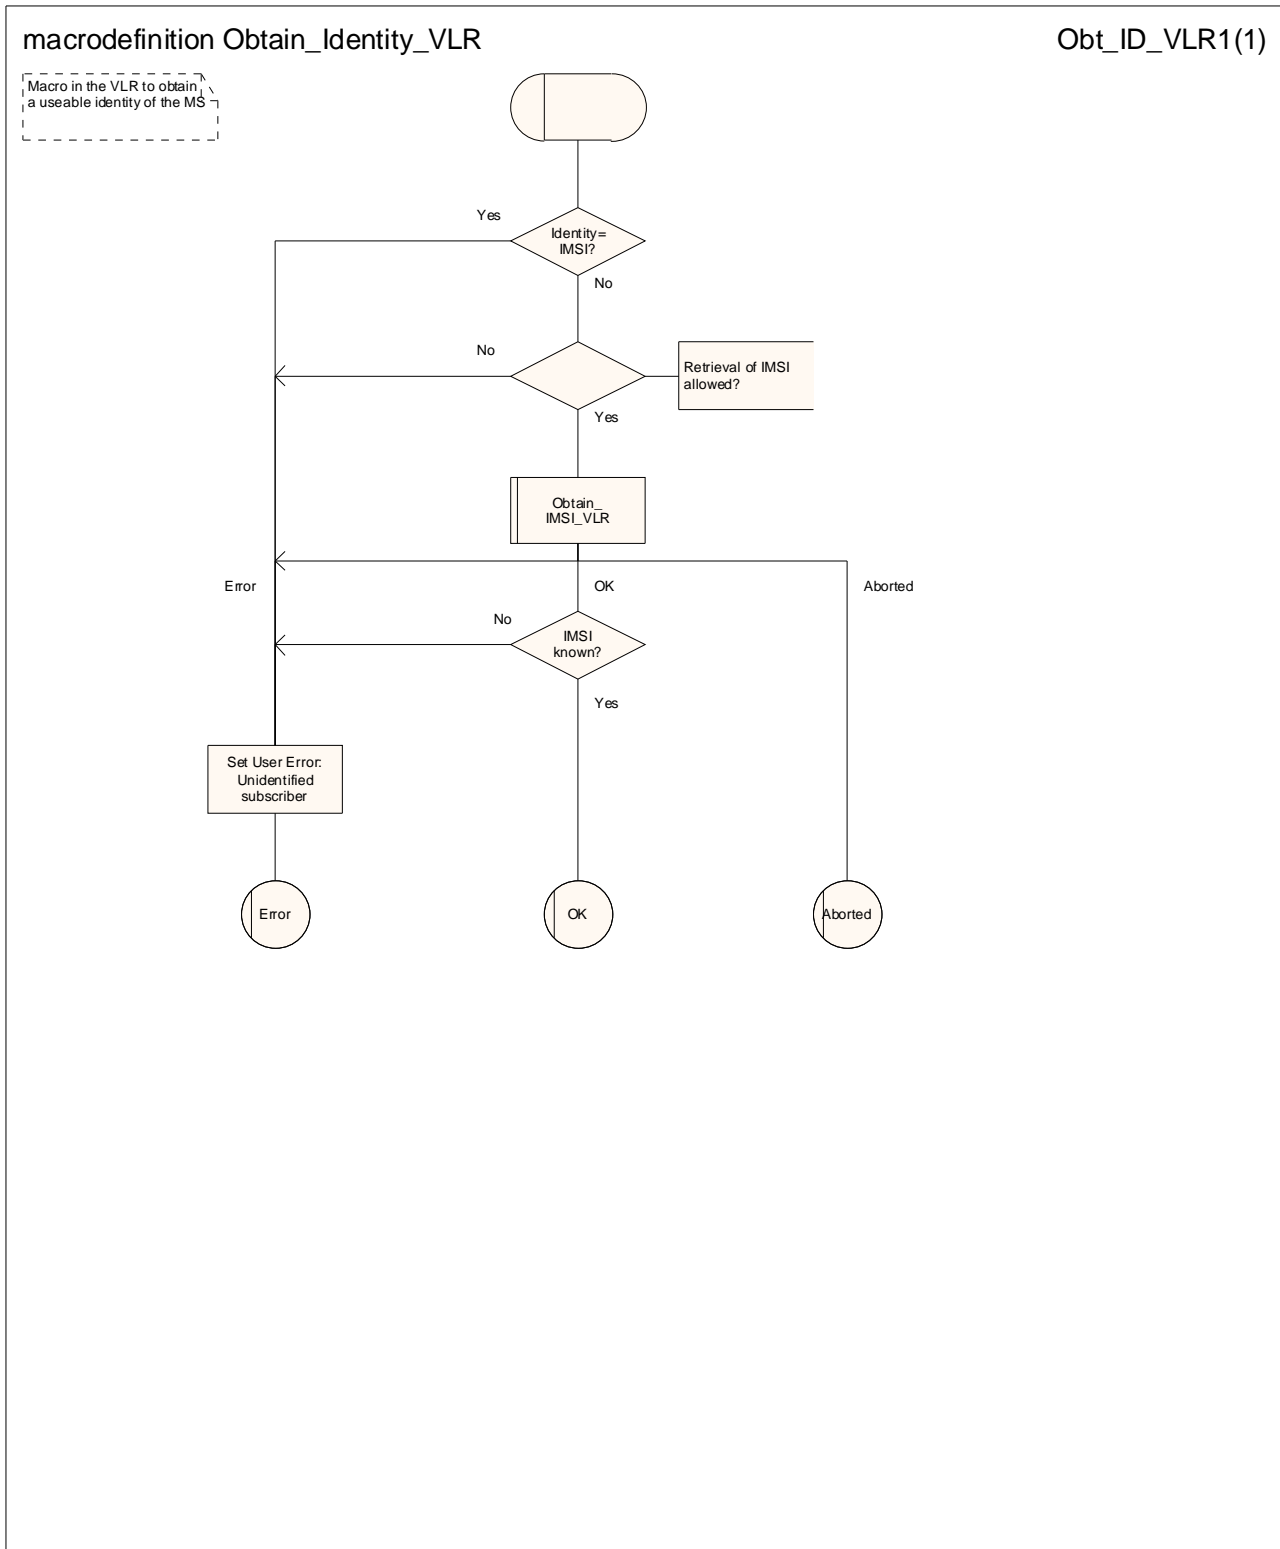 macrodefinition Obtain_Identity_VLR
Obt_ID_VLR1(1)
Macro in the VLR to obtain
a useable identity of the MS
Yes
Identity=
IMSI?
No
No
Retrieval of IMSI
allowed?
Yes
Obtain_
IMSI_VLR
Error
OK
Aborted
No
IMSI
known?
Yes
Set User Error:
Unidentified
subscriber
Error
OK
Aborted